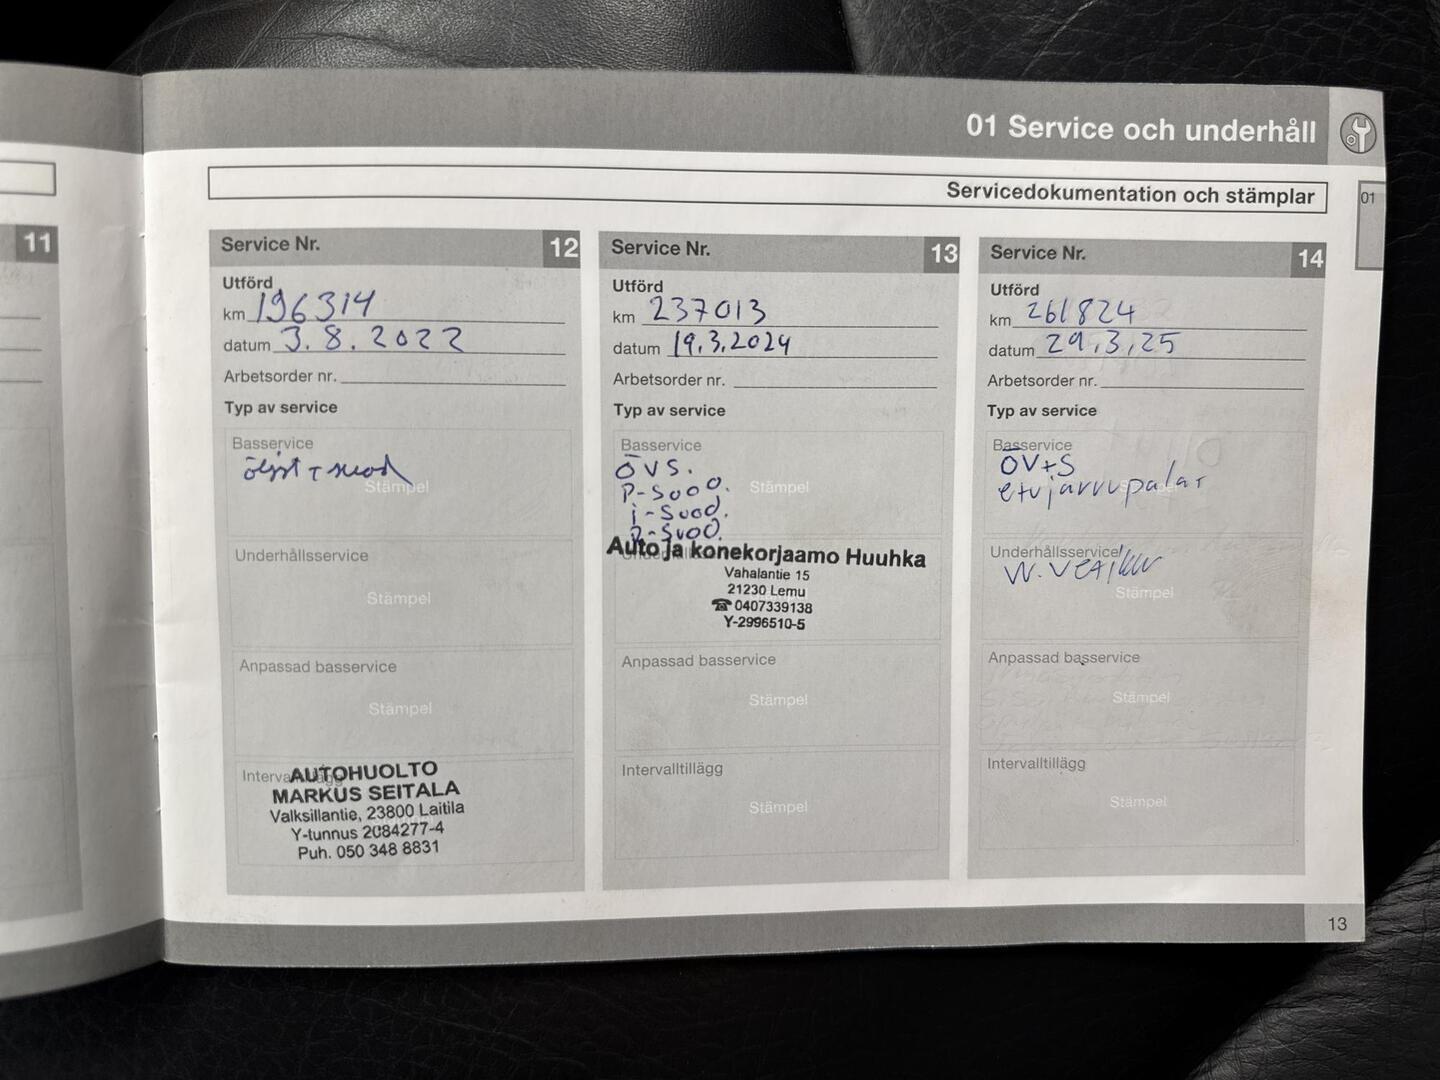 01 Service och underhåll
Servicedokumentation och stämplar
01
11
Service Nr. 12
Utförd
km 196314
datum 3.8.2022
Arbetsorder nr.
Typ av service
Basservice
Stämpel
Underhållsservice
Stämpel
Anpassad basservice
Stämpel
AUTOHUOLTO
MARKUS SEITALA
Valksillantie, 23800 Laitila
Y-tunnus 2084277-4
Puh. 050 348 8831
Service Nr. 13
Utförd
km 237013
datum 19.3.2024
Arbetsorder nr.
Typ av service
Basservice
ÖVS.
P-Suod.
i-Suod.
R-Suod.
Stämpel
Auto ja konekorjaamo Huuhka
Vahalantie 15
21230 Lemu
☎ 0407339138
Y-2996510-5
Anpassad basservice
Stämpel
Intervalltillägg
Stämpel
Service Nr. 14
Utförd
km 261824
datum 29.3.25
Arbetsorder nr.
Typ av service
Basservice
ÖV+S
etujarrupalat
Underhållsservice
Stämpel
Anpassad basservice
Stämpel
Intervalltillägg
Stämpel
13